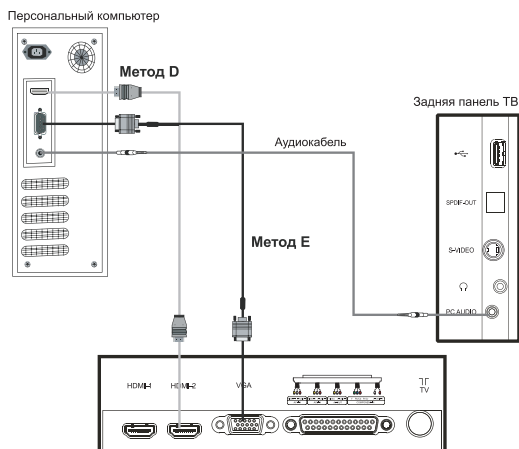 Персональный компьютер
Метод D
Задняя панель ТВ
Аудиокабель
SPDIF-OUT
Метод E
S-VIDEO
PC AUDIO
HDMI-1
HDMI-2
VGA
TV